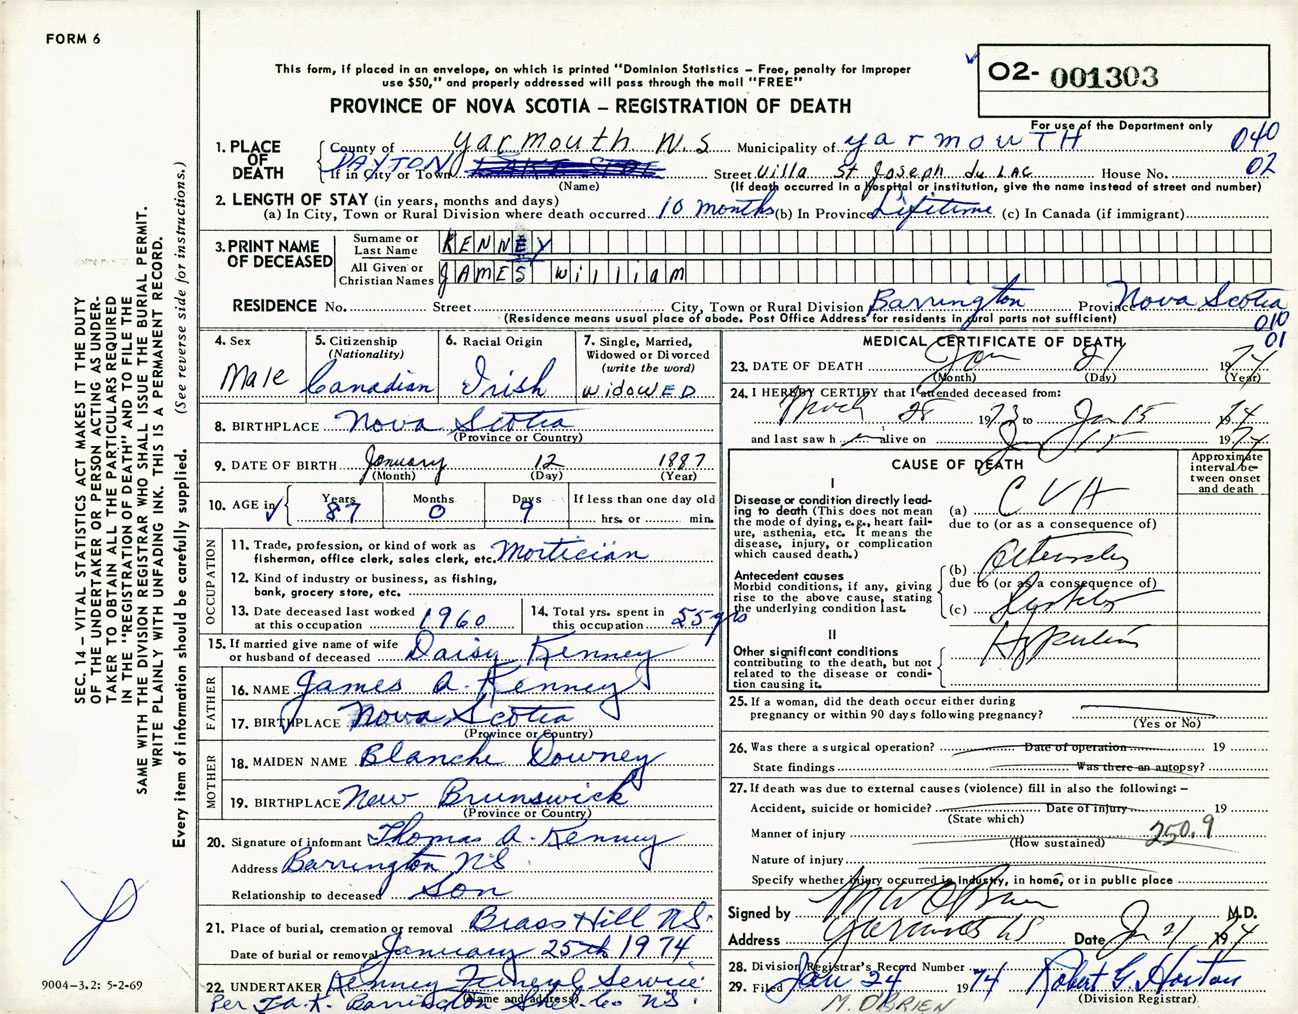 FORM 6
This form, if placed in an envelope, on which is printed "Dominion Statistics – Free, penalty for improper
use $50," and properly addressed will pass through the mail "FREE"
PROVINCE OF NOVA SCOTIA – REGISTRATION OF DEATH
02- 001303
For use of the Department only
040
02
1. PLACE OF DEATH County of Yarmouth N.S Municipality of Yarmouth
If in City or Town DAYTON Street Villa St Joseph du LAC House No.
(Name) (If death occurred in a hospital or institution, give the name instead of street and number)
2. LENGTH OF STAY (in years, months and days)
(a) In City, Town or Rural Division where death occurred 10 months (b) In Province Lifetime (c) In Canada (if immigrant)
3. PRINT NAME OF DECEASED Surname or Last Name KENNEY
All Given or Christian Names JAMES William
RESIDENCE No. Street City, Town or Rural Division Barrington Province Nova Scotia
(Residence means usual place of abode. Post Office Address for residents in rural parts not sufficient)
010
01
4. Sex Male
5. Citizenship (Nationality) Canadian
6. Racial Origin Irish
7. Single, Married, Widowed or Divorced (write the word) WIDOWED
8. BIRTHPLACE Nova Scotia
(Province or Country)
9. DATE OF BIRTH January 12 1887
(Month) (Day) (Year)
10. AGE in Years 87 Months 0 Days 9 If less than one day old
hrs. or min.
OCCUPATION
11. Trade, profession, or kind of work as fisherman, office clerk, sales clerk, etc. Mortician
12. Kind of industry or business, as fishing, bank, grocery store, etc.
13. Date deceased last worked at this occupation 1960
14. Total yrs. spent in this occupation 55 yrs
15. If married give name of wife or husband of deceased Daisy Kenney
FATHER
16. NAME James A. Kenney
17. BIRTHPLACE Nova Scotia
(Province or Country)
MOTHER
18. MAIDEN NAME Blanche Downey
19. BIRTHPLACE New Brunswick
(Province or Country)
20. Signature of informant Thomas A. Kenney
Address Barrington N.S.
Relationship to deceased Son
21. Place of burial, cremation or removal Brass Hill N.S.
Date of burial or removal January 25th 1974
22. UNDERTAKER Kenney Funeral Service
(Name and address)
Per Barrington Shel. Co N.S.
MEDICAL CERTIFICATE OF DEATH
23. DATE OF DEATH Jan 21 1974
(Month) (Day) (Year)
24. I HEREBY CERTIFY that I attended deceased from:
March 28 1973 to Jan 15 1974
and last saw h im alive on Jan 15 1974
CAUSE OF DEATH
Approximate interval between onset and death
I
Disease or condition directly leading to death (This does not mean the mode of dying, e.g., heart failure, asthenia, etc. It means the disease, injury, or complication which caused death.)
(a) CVA
due to (or as a consequence of)
Antecedent causes
Morbid conditions, if any, giving rise to the above cause, stating the underlying condition last.
(b)
due to (or as a consequence of)
(c)
II
Other significant conditions
contributing to the death, but not related to the disease or condition causing it.
25. If a woman, did the death occur either during pregnancy or within 90 days following pregnancy?
(Yes or No)
26. Was there a surgical operation? Date of operation 19
State findings Was there an autopsy?
27. If death was due to external causes (violence) fill in also the following: –
Accident, suicide or homicide? Date of injury 19
(State which)
Manner of injury 250.9
(How sustained)
Nature of injury
Specify whether injury occurred in Industry, in home, or in public place
Signed by M W O'Brien M.D.
Address Yarmouth NS Date Jan 21 1974
28. Division Registrar's Record Number
29. Filed Jan 24 1974 Robert G. Horton
(Division Registrar)
M. O'BRIEN
SEC. 14 – VITAL STATISTICS ACT MAKES IT THE DUTY
OF THE UNDERTAKER OR PERSON ACTING AS UNDER-
TAKER TO OBTAIN ALL THE PARTICULARS REQUIRED
IN THE "REGISTRATION OF DEATH" AND TO FILE THE
SAME WITH THE DIVISION REGISTRAR WHO SHALL ISSUE THE BURIAL PERMIT.
WRITE PLAINLY WITH UNFADING INK. THIS IS A PERMANENT RECORD.
Every item of information should be carefully supplied. (See reverse side for instructions.)
9004–3.2: 5-2-69